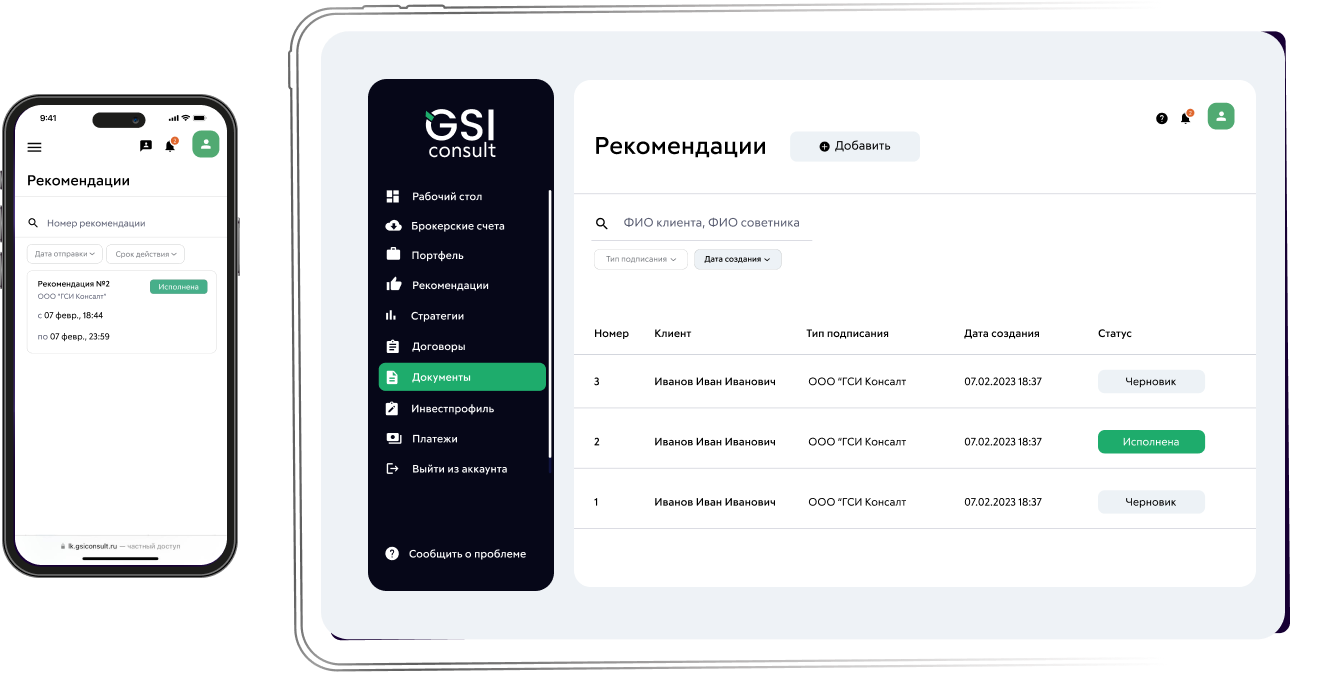 9:41
2
Рекомендации
Номер рекомендации
Дата отправки
Срок действия
Рекомендация №2
Исполнена
ООО "ГСИ Консалт"
с 07 февр., 18:44
по 07 февр., 23:59
lk.gsiconsult.ru — частный доступ
GSI
consult
Рабочий стол
Брокерские счета
Портфель
Рекомендации
Стратегии
Договоры
Документы
Инвестпрофиль
Платежи
Выйти из аккаунта
? Сообщить о проблеме
? 2
Рекомендации
Добавить
ФИО клиента, ФИО советника
Тип подписания
Дата создания
Номер Клиент Тип подписания Дата создания Статус
3 Иванов Иван Иванович ООО "ГСИ Консалт 07.02.2023 18:37 Черновик
2 Иванов Иван Иванович ООО "ГСИ Консалт 07.02.2023 18:37 Исполнена
1 Иванов Иван Иванович ООО "ГСИ Консалт 07.02.2023 18:37 Черновик